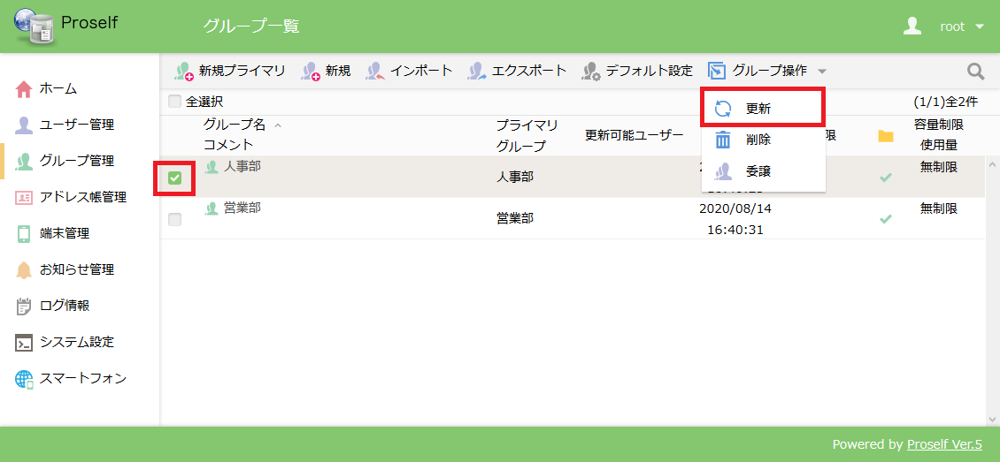 Proself
グループ一覧
root
新規プライマリ
新規
インポート
エクスポート
デフォルト設定
グループ操作
ホーム
ユーザー管理
グループ管理
アドレス帳管理
端末管理
お知らせ管理
ログ情報
システム設定
スマートフォン
全選択
(1/1)全2件
更新
削除
委譲
グループ名
コメント
プライマリ
グループ
更新可能ユーザー
限
容量制限
使用量
人事部
人事部
無制限
営業部
営業部
2020/08/14
16:40:31
無制限
Powered by Proself Ver.5